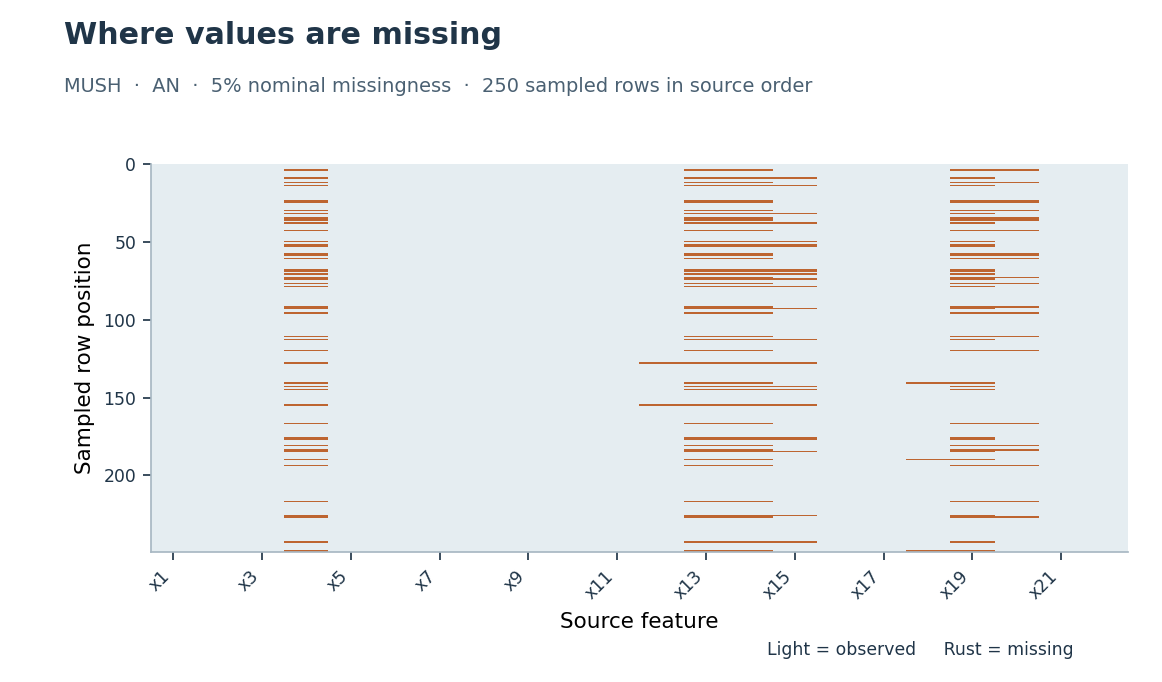 Where values are missing
MUSH · AN · 5% nominal missingness · 250 sampled rows in source order
0
50
100
150
200
Sampled row position
x1 x3 x5 x7 x9 x11 x13 x15 x17 x19 x21
Source feature
Light = observed Rust = missing